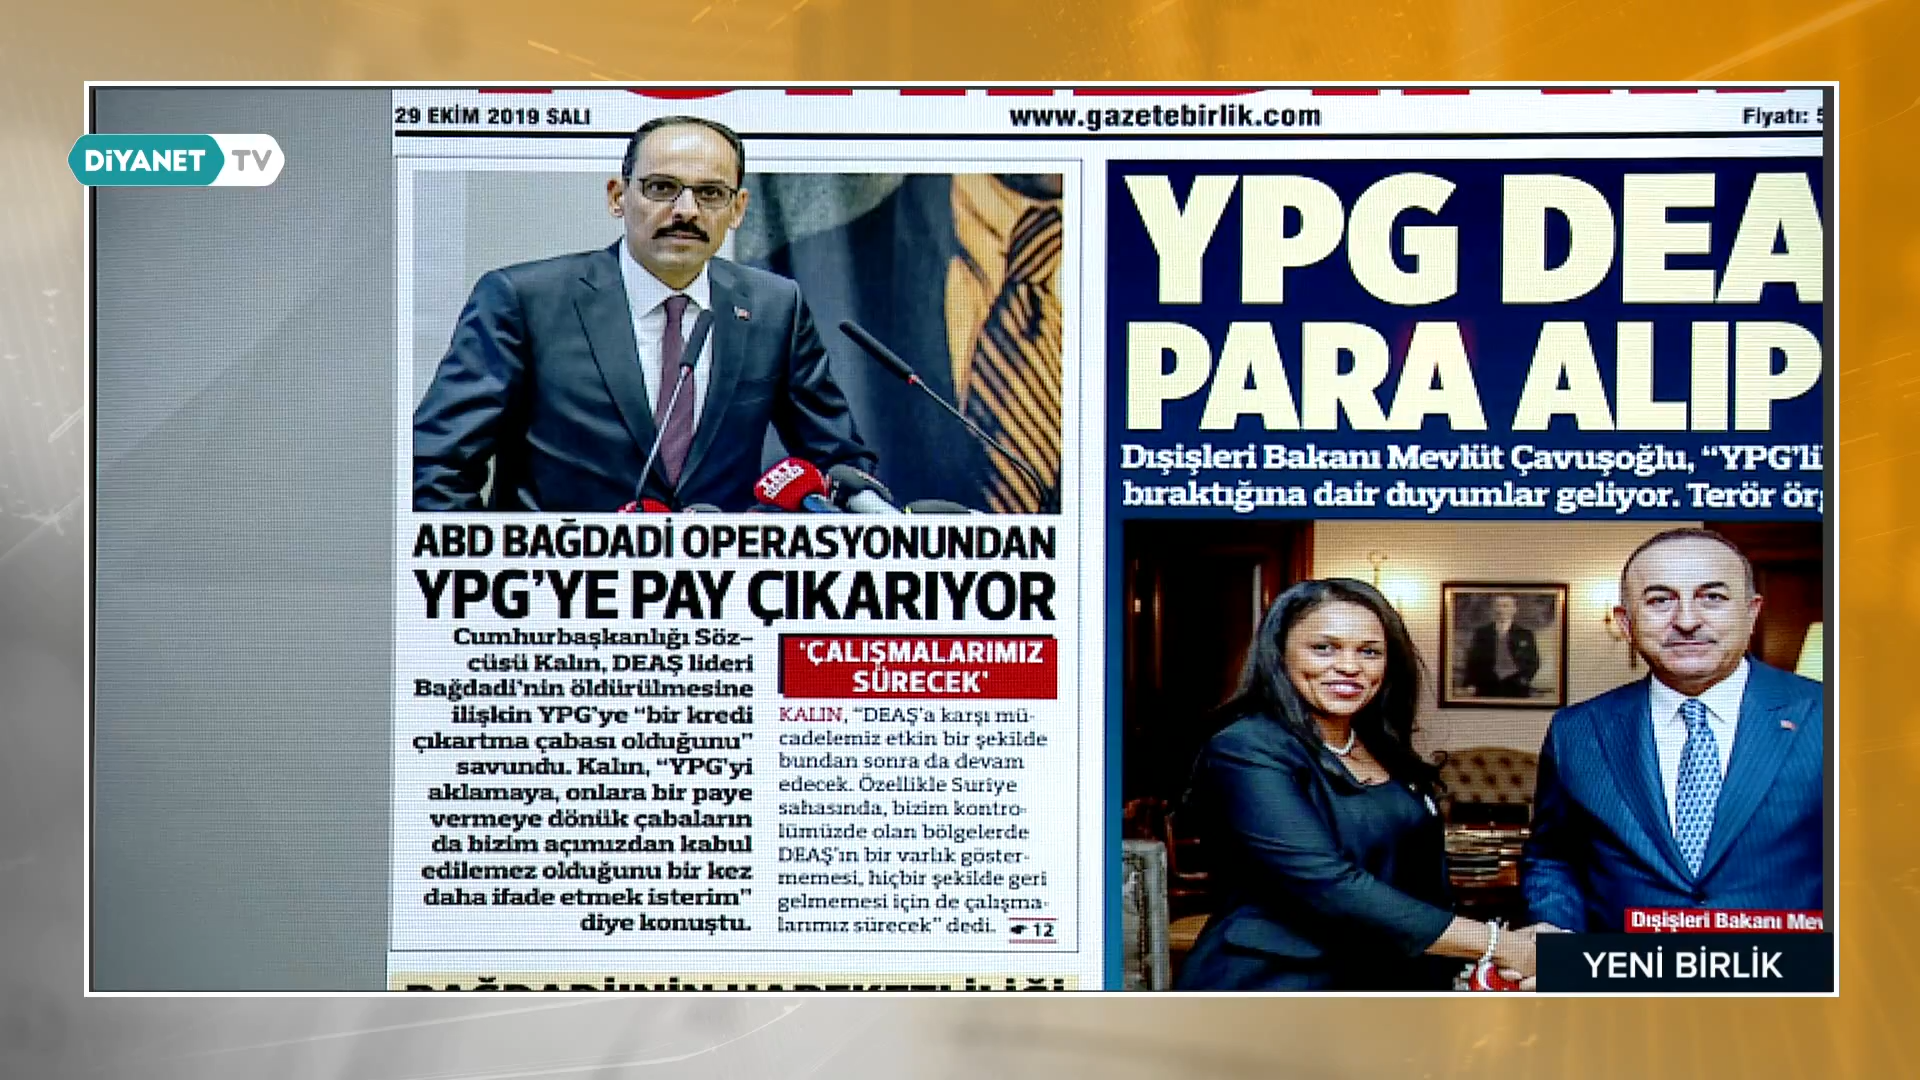 DİYANET TV
29 EKİM 2019 SALI
www.gazetebirlik.com
Fiyatı:
ABD BAĞDADİ OPERASYONUNDAN
YPG'YE PAY ÇIKARIYOR
Cumhurbaşkanlığı Söz-
cüsü Kalın, DEAŞ lideri
Bağdadi'nin öldürülmesine
ilişkin YPG'ye "bir kredi
çıkartma çabası olduğunu"
savundu. Kalın, "YPG'yi
aklamaya, onlara bir paye
vermeye dönük çabaların
da bizim açımızdan kabul
edilemez olduğunu bir kez
daha ifade etmek isterim"
diye konuştu.
'ÇALIŞMALARIMIZ
SÜRECEK'
KALIN, "DEAŞ'a karşı mü-
cadelemiz etkin bir şekilde
bundan sonra da devam
edecek. Özellikle Suriye
sahasında, bizim kontro-
lümüzde olan bölgelerde
DEAŞ'ın bir varlık göster-
memesi, hiçbir şekilde geri
gelmemesi için de çalışma-
larımız sürecek" dedi. 12
YPG DEA
PARA ALIP
Dışişleri Bakanı Mevlüt Çavuşoğlu, "YPG'li
bıraktığına dair duyumlar geliyor. Terör ör
Dışişleri Bakanı Mev
BAĞDADİ'NİN HAREKETLİLİĞİ
YENİ BİRLİK